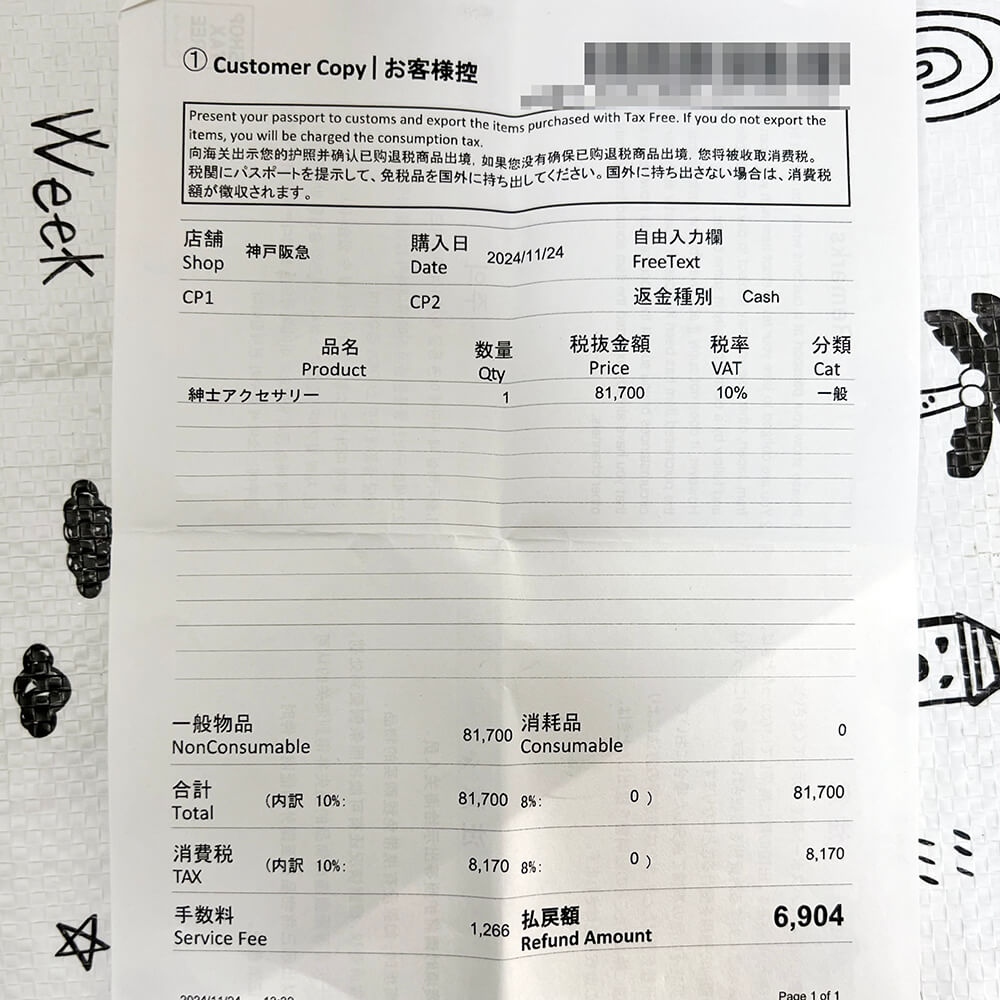 ① Customer Copy | お客様控
Present your passport to customs and export the items purchased with Tax Free. If you do not export the
items, you will be charged the consumption tax.
向海关出示您的护照并确认已购退税商品出境，如果您没有确保已购退税商品出境，您将被收取消费税。
税関にパスポートを提示して、免税品を国外に持ち出してください。国外に持ち出さない場合は、消費税
額が徴収されます。
店舗 神戸阪急 購入日 2024/11/24 自由入力欄
Shop Date FreeText
CP1 CP2 返金種別 Cash
品名 数量 税抜金額 税率 分類
Product Qty Price VAT Cat
紳士アクセサリー 1 81,700 10% 一般
一般物品 81,700 消耗品 0
NonConsumable Consumable
合計 (内訳 10%: 81,700 8%: 0 ) 81,700
Total
消費税 (内訳 10%: 8,170 8%: 0 ) 8,170
TAX
手数料 1,266 払戻額 6,904
Service Fee Refund Amount
2024/11/24
Page 1 of 1
Week